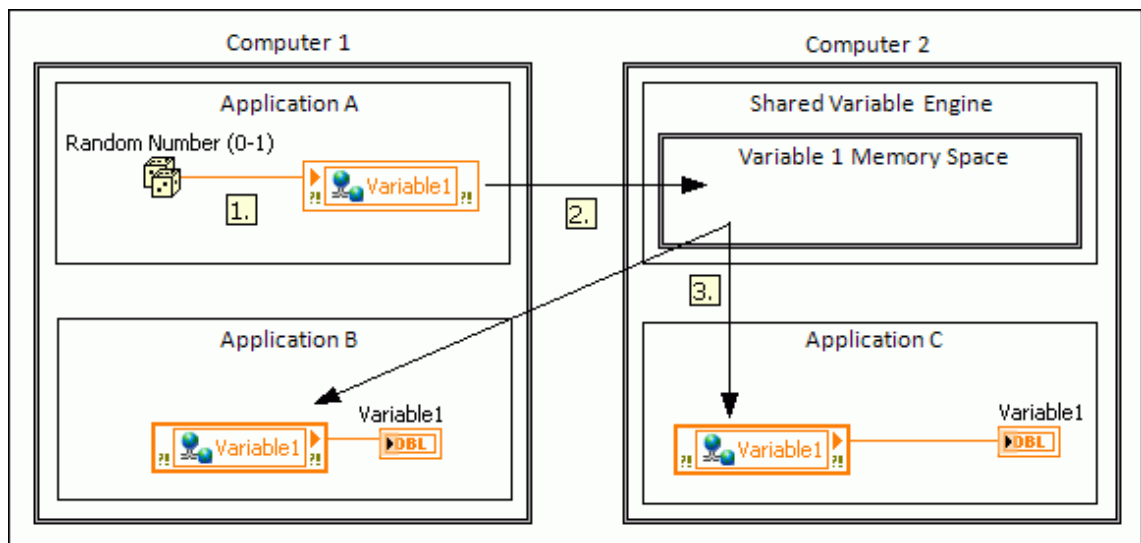 Computer 1
Application A
Random Number (0-1)
?! Variable1 ?!
1.
2.
Application B
Variable1
?! Variable1 ?!
DBL
Computer 2
Shared Variable Engine
Variable 1 Memory Space
3.
Application C
Variable1
?! Variable1 ?!
DBL